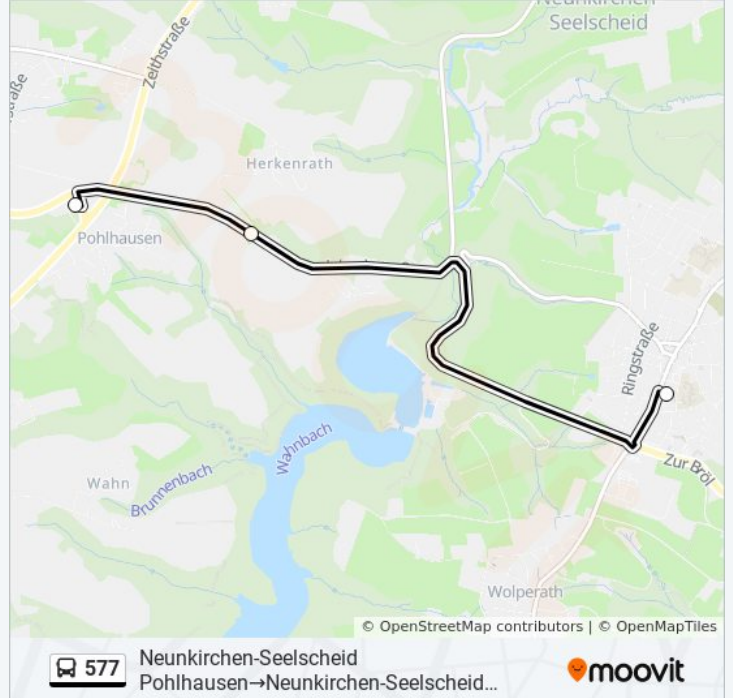 Neunkirchen
Seelscheid
Zeithstraße
straße
Herkenrath
Pohlhausen
Ringstraße
Wahnbach
Zur Bröl
Wahn
Brunnenbach
Wolperath
© OpenStreetMap contributors | © OpenMapTiles
577
Neunkirchen-Seelscheid
Pohlhausen→Neunkirchen-Seelscheid...
moovit